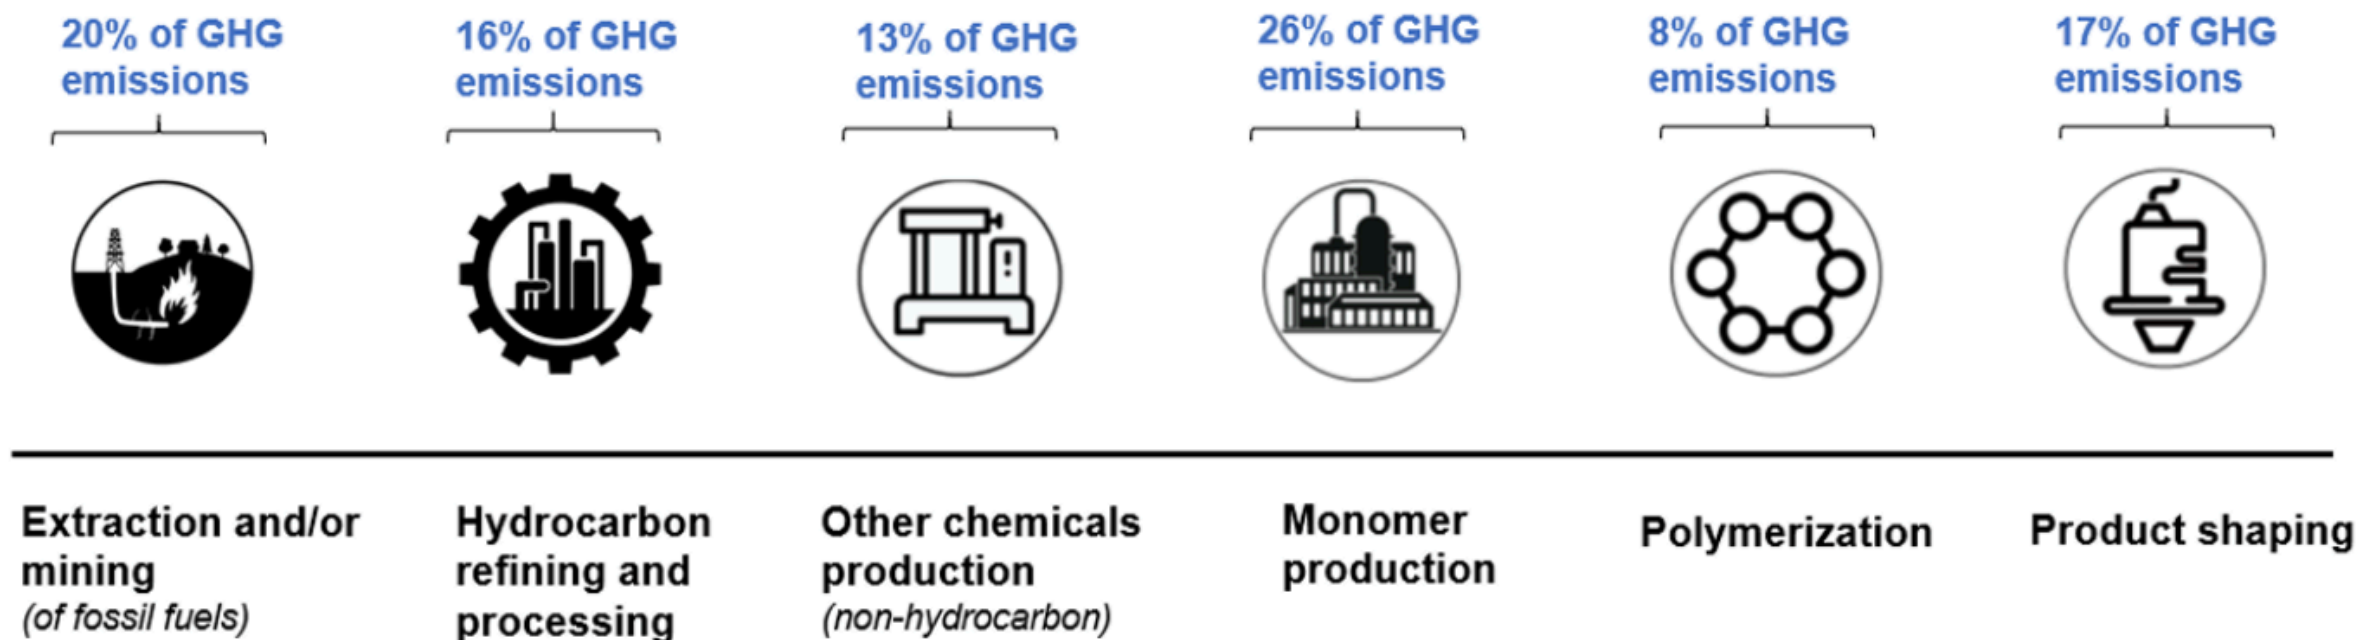 20% of GHG
emissions
16% of GHG
emissions
13% of GHG
emissions
26% of GHG
emissions
8% of GHG
emissions
17% of GHG
emissions
Extraction and/or
mining
(of fossil fuels)
Hydrocarbon
refining and
processing
Other chemicals
production
(non-hydrocarbon)
Monomer
production
Polymerization
Product shaping